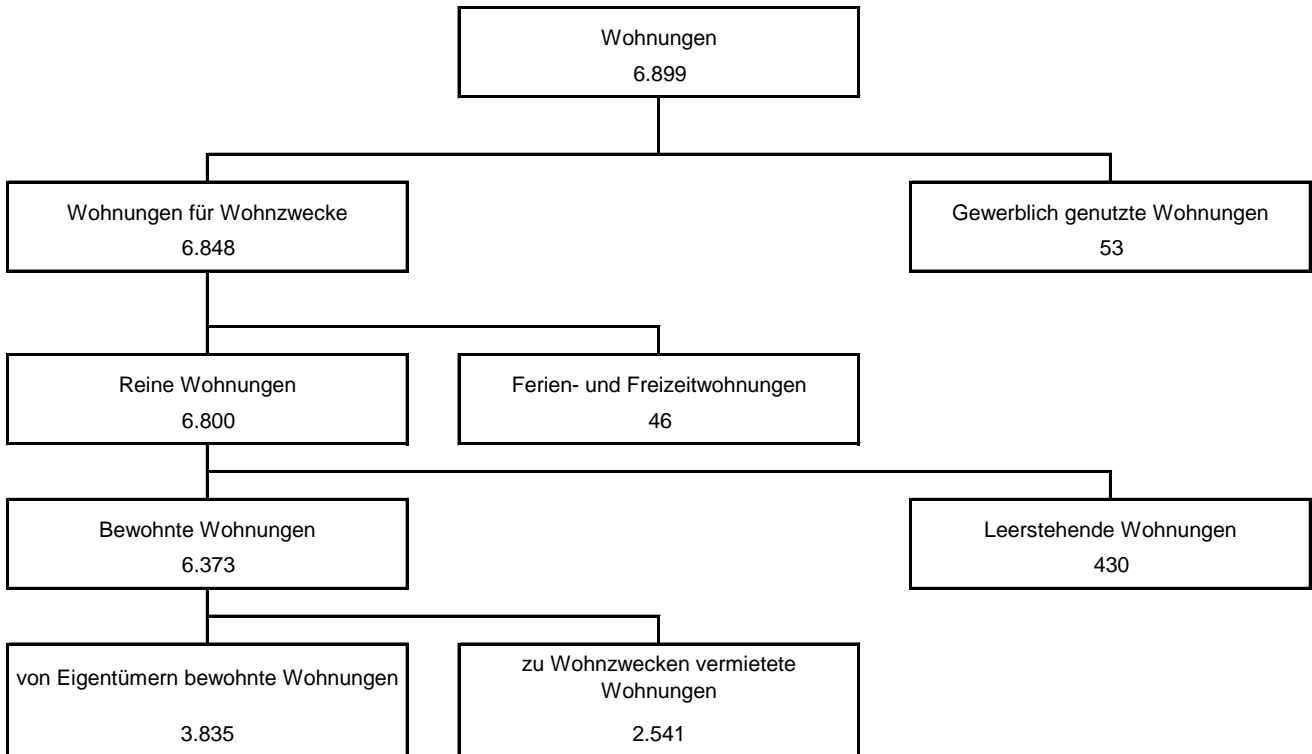 Wohnungen
6.899
Wohnungen für Wohnzwecke
6.848
Gewerblich genutzte Wohnungen
53
Reine Wohnungen
6.800
Ferien- und Freizeitwohnungen
46
Bewohnte Wohnungen
6.373
Leerstehende Wohnungen
430
von Eigentümern bewohnte Wohnungen
3.835
zu Wohnzwecken vermietete
Wohnungen
2.541